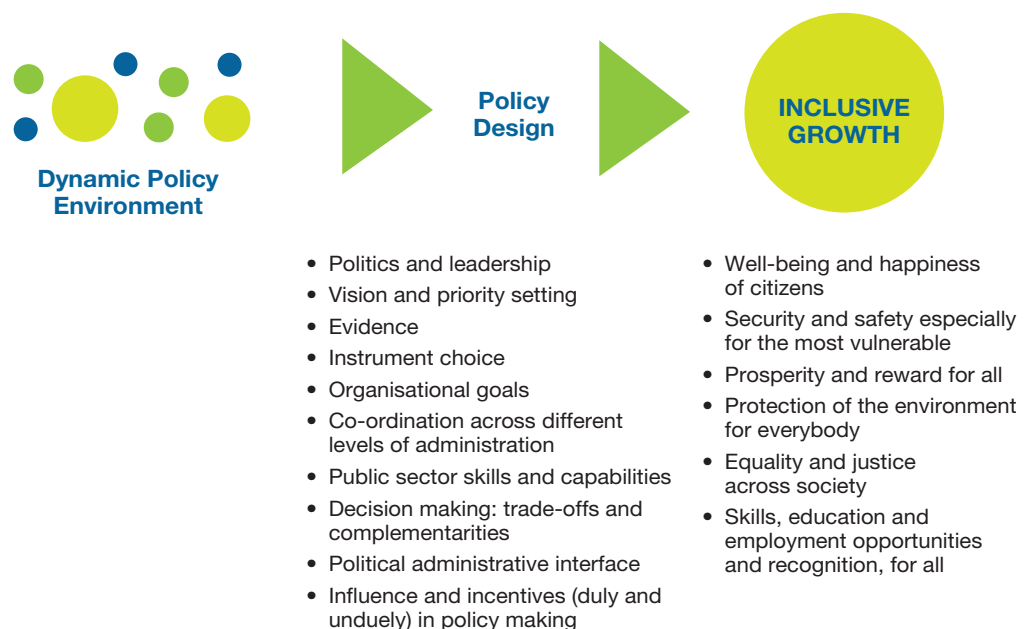 Dynamic Policy
Environment
Policy
Design
INCLUSIVE
GROWTH
• Politics and leadership
• Vision and priority setting
• Evidence
• Instrument choice
• Organisational goals
• Co-ordination across different
levels of administration
• Public sector skills and capabilities
• Decision making: trade-offs and
complementarities
• Political administrative interface
• Influence and incentives (duly and
unduely) in policy making
• Well-being and happiness
of citizens
• Security and safety especially
for the most vulnerable
• Prosperity and reward for all
• Protection of the environment
for everybody
• Equality and justice
across society
• Skills, education and
employment opportunities
and recognition, for all